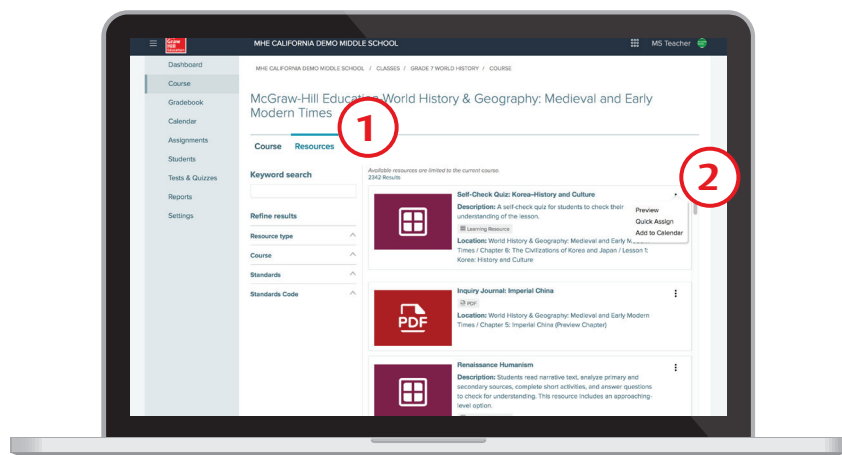 Graw
Hill
Education
MHE CALIFORNIA DEMO MIDDLE SCHOOL
MS Teacher
Dashboard
Course
Gradebook
Calendar
Assignments
Students
Tests & Quizzes
Reports
Settings
MHE CALIFORNIA DEMO MIDDLE SCHOOL / CLASSES / GRADE 7 WORLD HISTORY / COURSE
McGraw-Hill Education World History & Geography: Medieval and Early
Modern Times
1
Course Resources
2
Keyword search
Refine results
Resource type
Course
Standards
Standards Code
Available resources are limited to the current course.
2342 Results
Self-Check Quiz: Korea–History and Culture
Description: A self-check quiz for students to check their
understanding of the lesson.
Learning Resource
Location: World History & Geography: Medieval and Early
Times / Chapter 6: The Civilizations of Korea and Japan / Lesson 1:
Korea: History and Culture
Preview
Quick Assign
Add to Calendar
PDF
Inquiry Journal: Imperial China
PDF
Location: World History & Geography: Medieval and Early Modern
Times / Chapter 5: Imperial China (Preview Chapter)
Renaissance Humanism
Description: Students read narrative text, analyze primary and
secondary sources, complete short activities, and answer questions
to check for understanding. This resource includes an approaching-
level option.